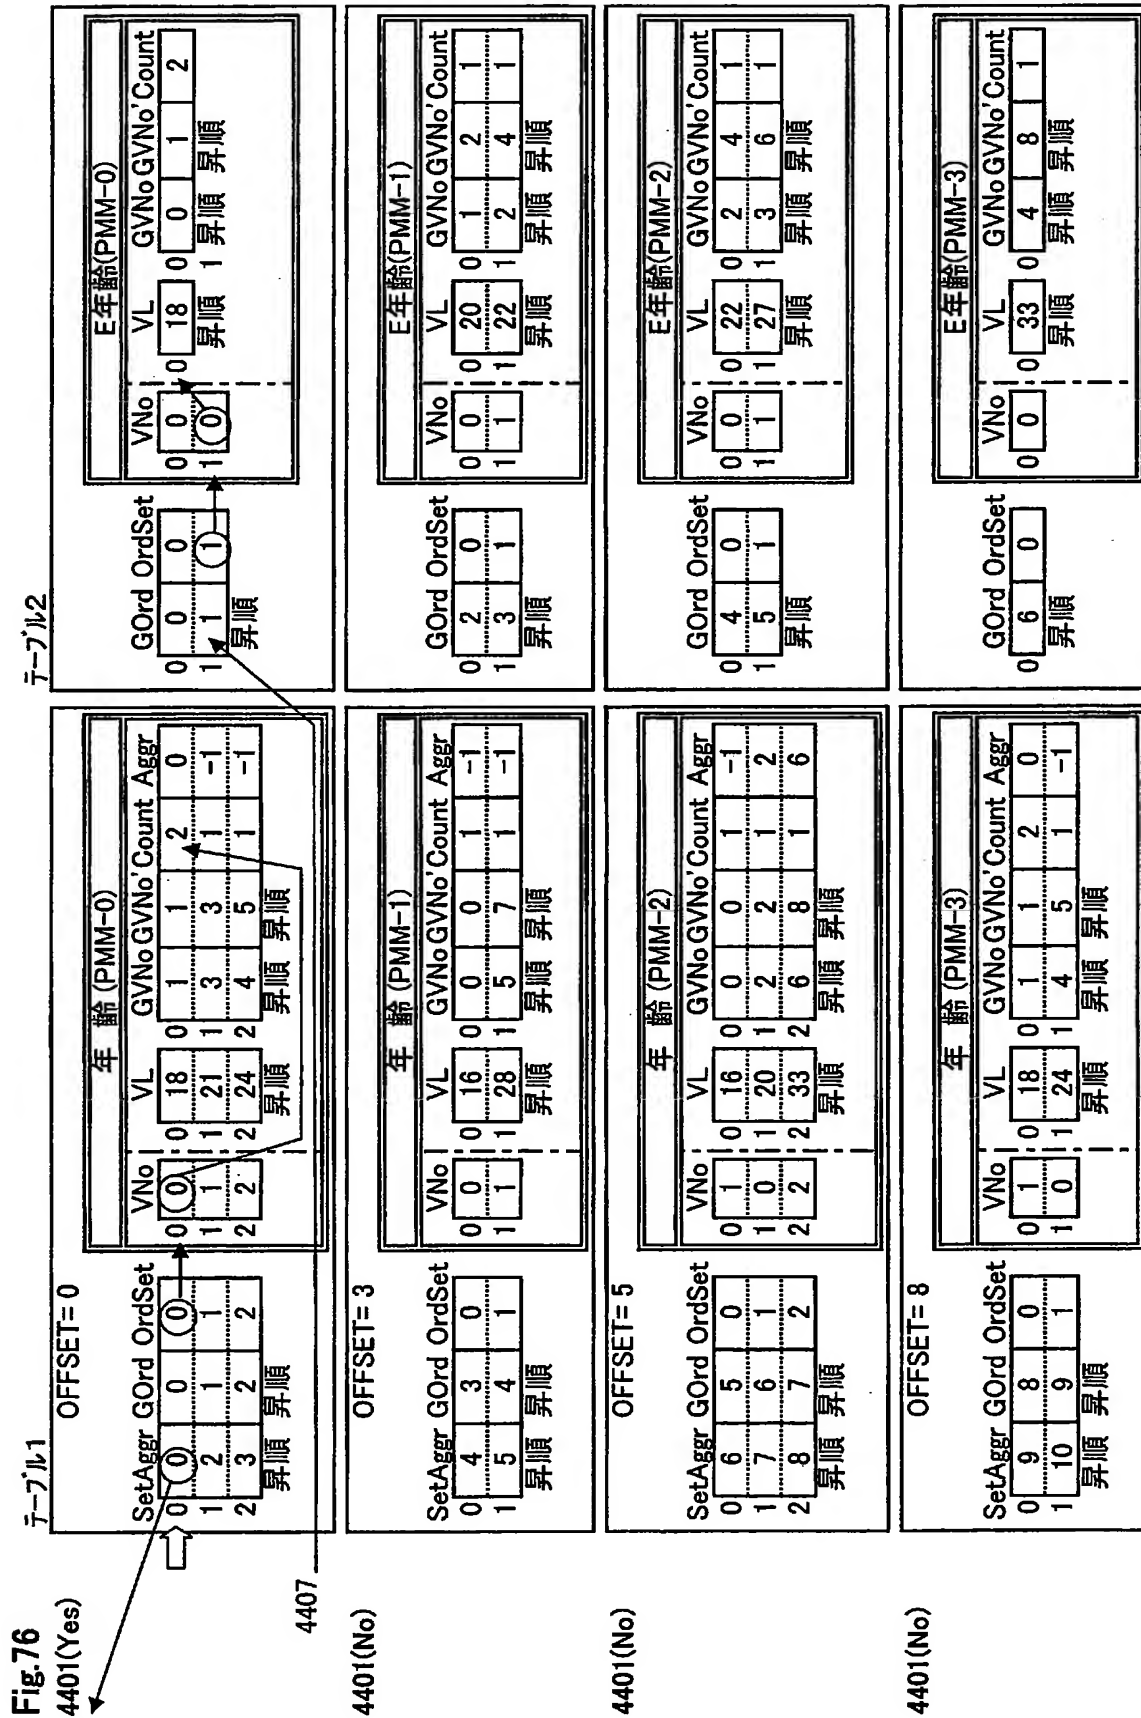 Fig.76
テーブル1 テーブル2
4401(Yes)
OFFSET= 0
年 齢 (PMM-0) E年齢(PMM-0)
SetAggr GOrd OrdSet VNo VL GVNo GVNo' Count Aggr GOrd OrdSet VNo VL GVNo GVNo' Count
0 0 0 0 0 0 0 18 0 1 1 2 0 0 0 0 0 0 0 18 0 0 1 2
1 2 1 1 1 1 1 21 1 3 3 1 -1 1 1 1 1 0 昇順 1 昇順 昇順
2 3 2 2 2 2 2 24 2 4 5 1 -1 昇順
昇順 昇順 昇順 昇順 昇順
4407
4401(No)
OFFSET= 3
年 齢 (PMM-1) E年齢(PMM-1)
SetAggr GOrd OrdSet VNo VL GVNo GVNo' Count Aggr GOrd OrdSet VNo VL GVNo GVNo' Count
0 4 3 0 0 0 0 16 0 0 0 1 -1 0 2 0 0 0 0 20 0 1 2 1
1 5 4 1 1 1 1 28 1 5 7 1 -1 1 3 1 1 1 1 22 1 2 4 1
昇順 昇順 昇順 昇順 昇順 昇順 昇順 昇順 昇順
4401(No)
OFFSET= 5
年 齢 (PMM-2) E年齢(PMM-2)
SetAggr GOrd OrdSet VNo VL GVNo GVNo' Count Aggr GOrd OrdSet VNo VL GVNo GVNo' Count
0 6 5 0 0 1 0 16 0 0 0 1 -1 0 4 0 0 0 0 22 0 2 4 1
1 7 6 1 1 0 1 20 1 2 2 1 2 1 5 1 1 1 1 27 1 3 6 1
2 8 7 2 2 2 2 33 2 6 8 1 6 昇順 昇順 昇順 昇順
昇順 昇順 昇順 昇順 昇順
4401(No)
OFFSET= 8
年 齢 (PMM-3) E年齢(PMM-3)
SetAggr GOrd OrdSet VNo VL GVNo GVNo' Count Aggr GOrd OrdSet VNo VL GVNo GVNo' Count
0 9 8 0 0 1 0 18 0 1 1 2 0 0 6 0 0 0 0 33 0 4 8 1
1 10 9 1 1 0 1 24 1 4 5 1 -1 昇順 昇順 昇順 昇順
昇順 昇順 昇順 昇順 昇順